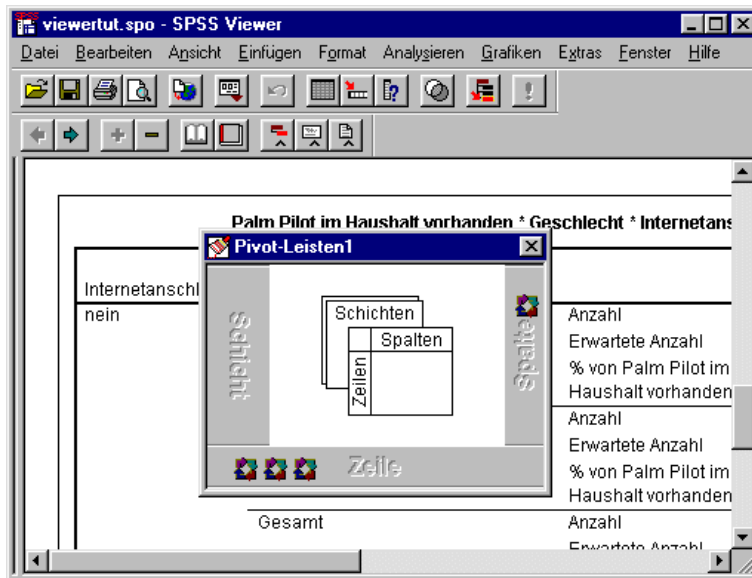 viewertut.spo - SPSS Viewer
Datei Bearbeiten Ansicht Einfügen Format Analysieren Grafiken Extras Fenster Hilfe
Palm Pilot im Haushalt vorhanden * Geschlecht * Internetans
Pivot-Leisten1
Internetanschl
nein
Schicht
Schichten
Spalten
Zeilen
Spalte
Zeile
Anzahl
Erwartete Anzahl
% von Palm Pilot im
Haushalt vorhanden
Anzahl
Erwartete Anzahl
% von Palm Pilot im
Haushalt vorhanden
Gesamt
Anzahl
Erwartete Anzahl